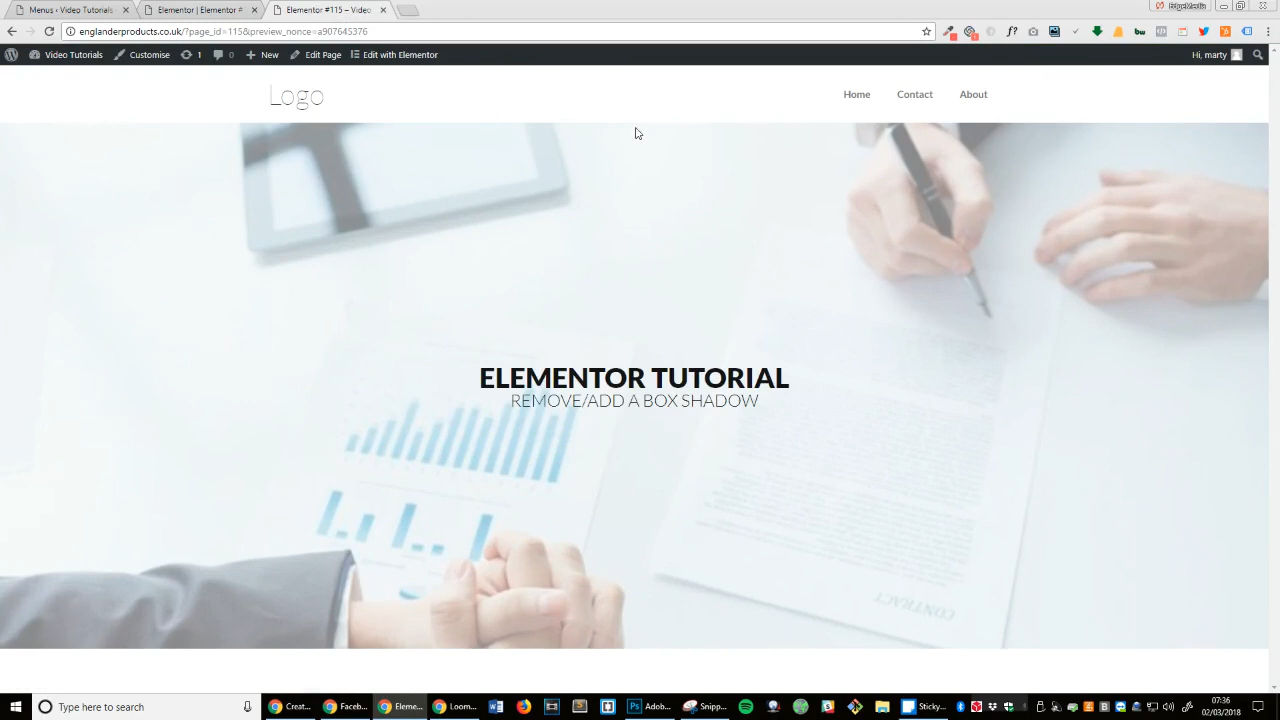 Menus ‹ Video Tutorials -
Elementor | Elementor #
Elementor #115 – Video
englanderproducts.co.uk/?page_id=115&preview_nonce=a907645376
Video Tutorials
Customise
1
0
New
Edit Page
Edit with Elementor
Hi, marty
Logo
Home
Contact
About
ELEMENTOR TUTORIAL
REMOVE/ADD A BOX SHADOW
CONTRACT
Type here to search
Creat...
Faceb...
Eleme...
Loom...
Adob...
Snipp...
Sticky...
07:36
02/03/2018